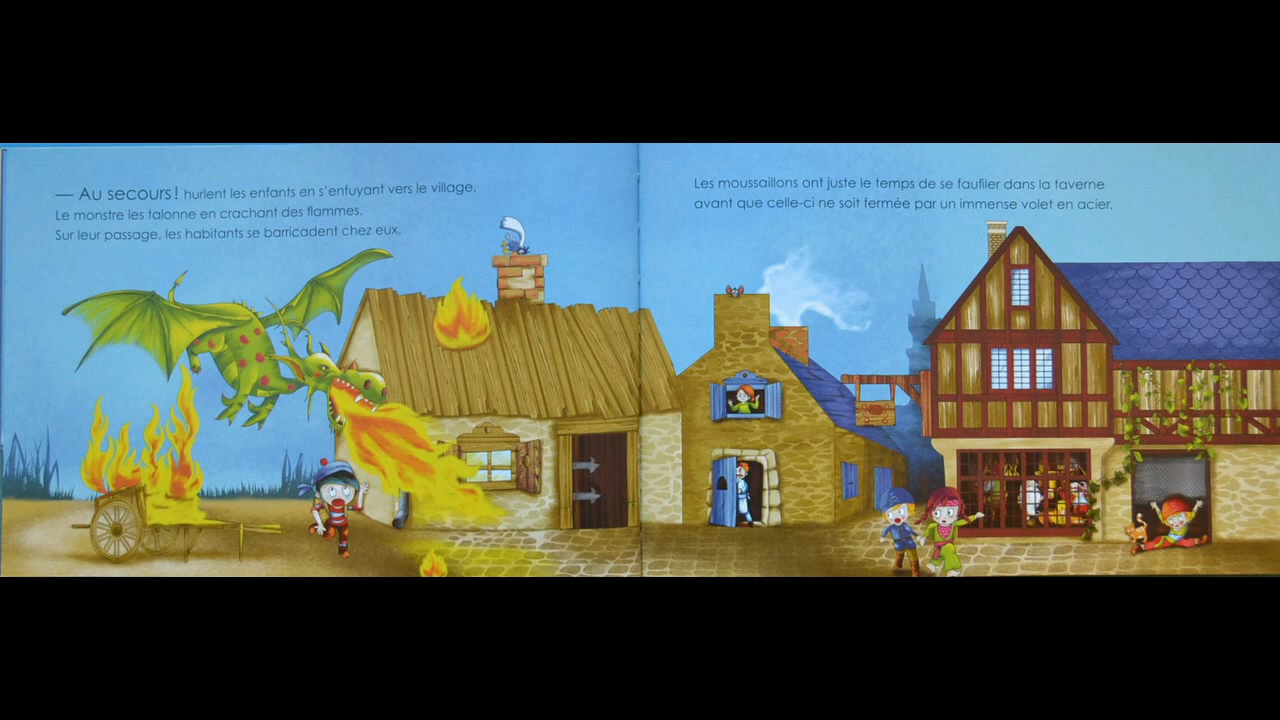 — Au secours ! hurlent les enfants en s'enfuyant vers le village.
Le monstre les talonne en crachant des flammes.
Sur leur passage, les habitants se barricadent chez eux.
Les moussaillons ont juste le temps de se faufiler dans la taverne
avant que celle-ci ne soit fermée par un immense volet en acier.